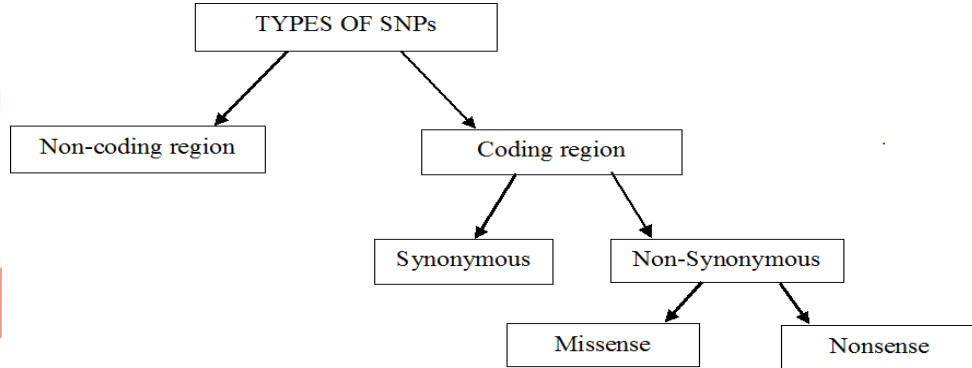 TYPES OF SNPs
Non-coding region
Coding region
Synonymous
Non-Synonymous
Missense
Nonsense